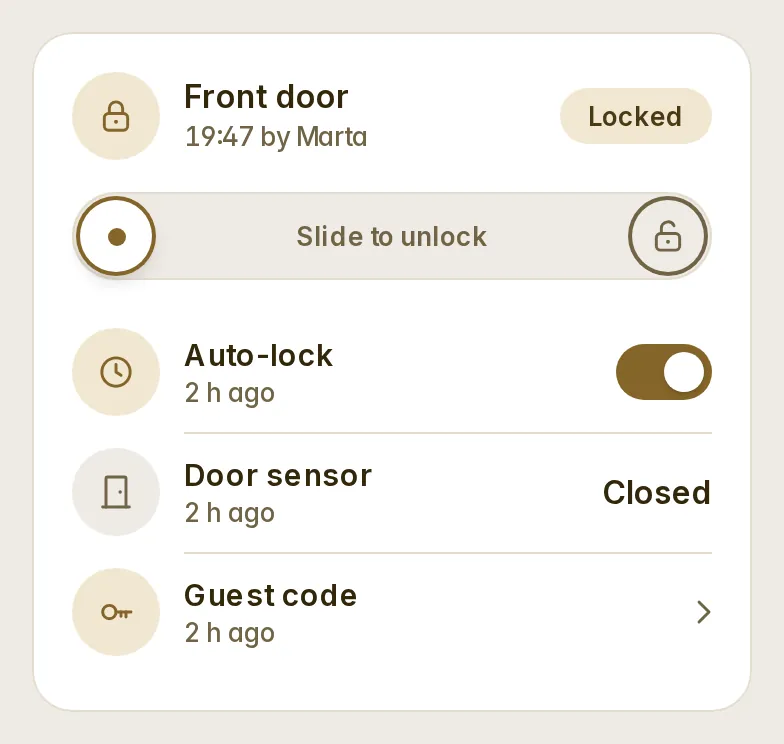 Front door
19:47 by Marta
Locked
Slide to unlock
Auto-lock
2 h ago
Door sensor
2 h ago
Closed
Guest code
2 h ago